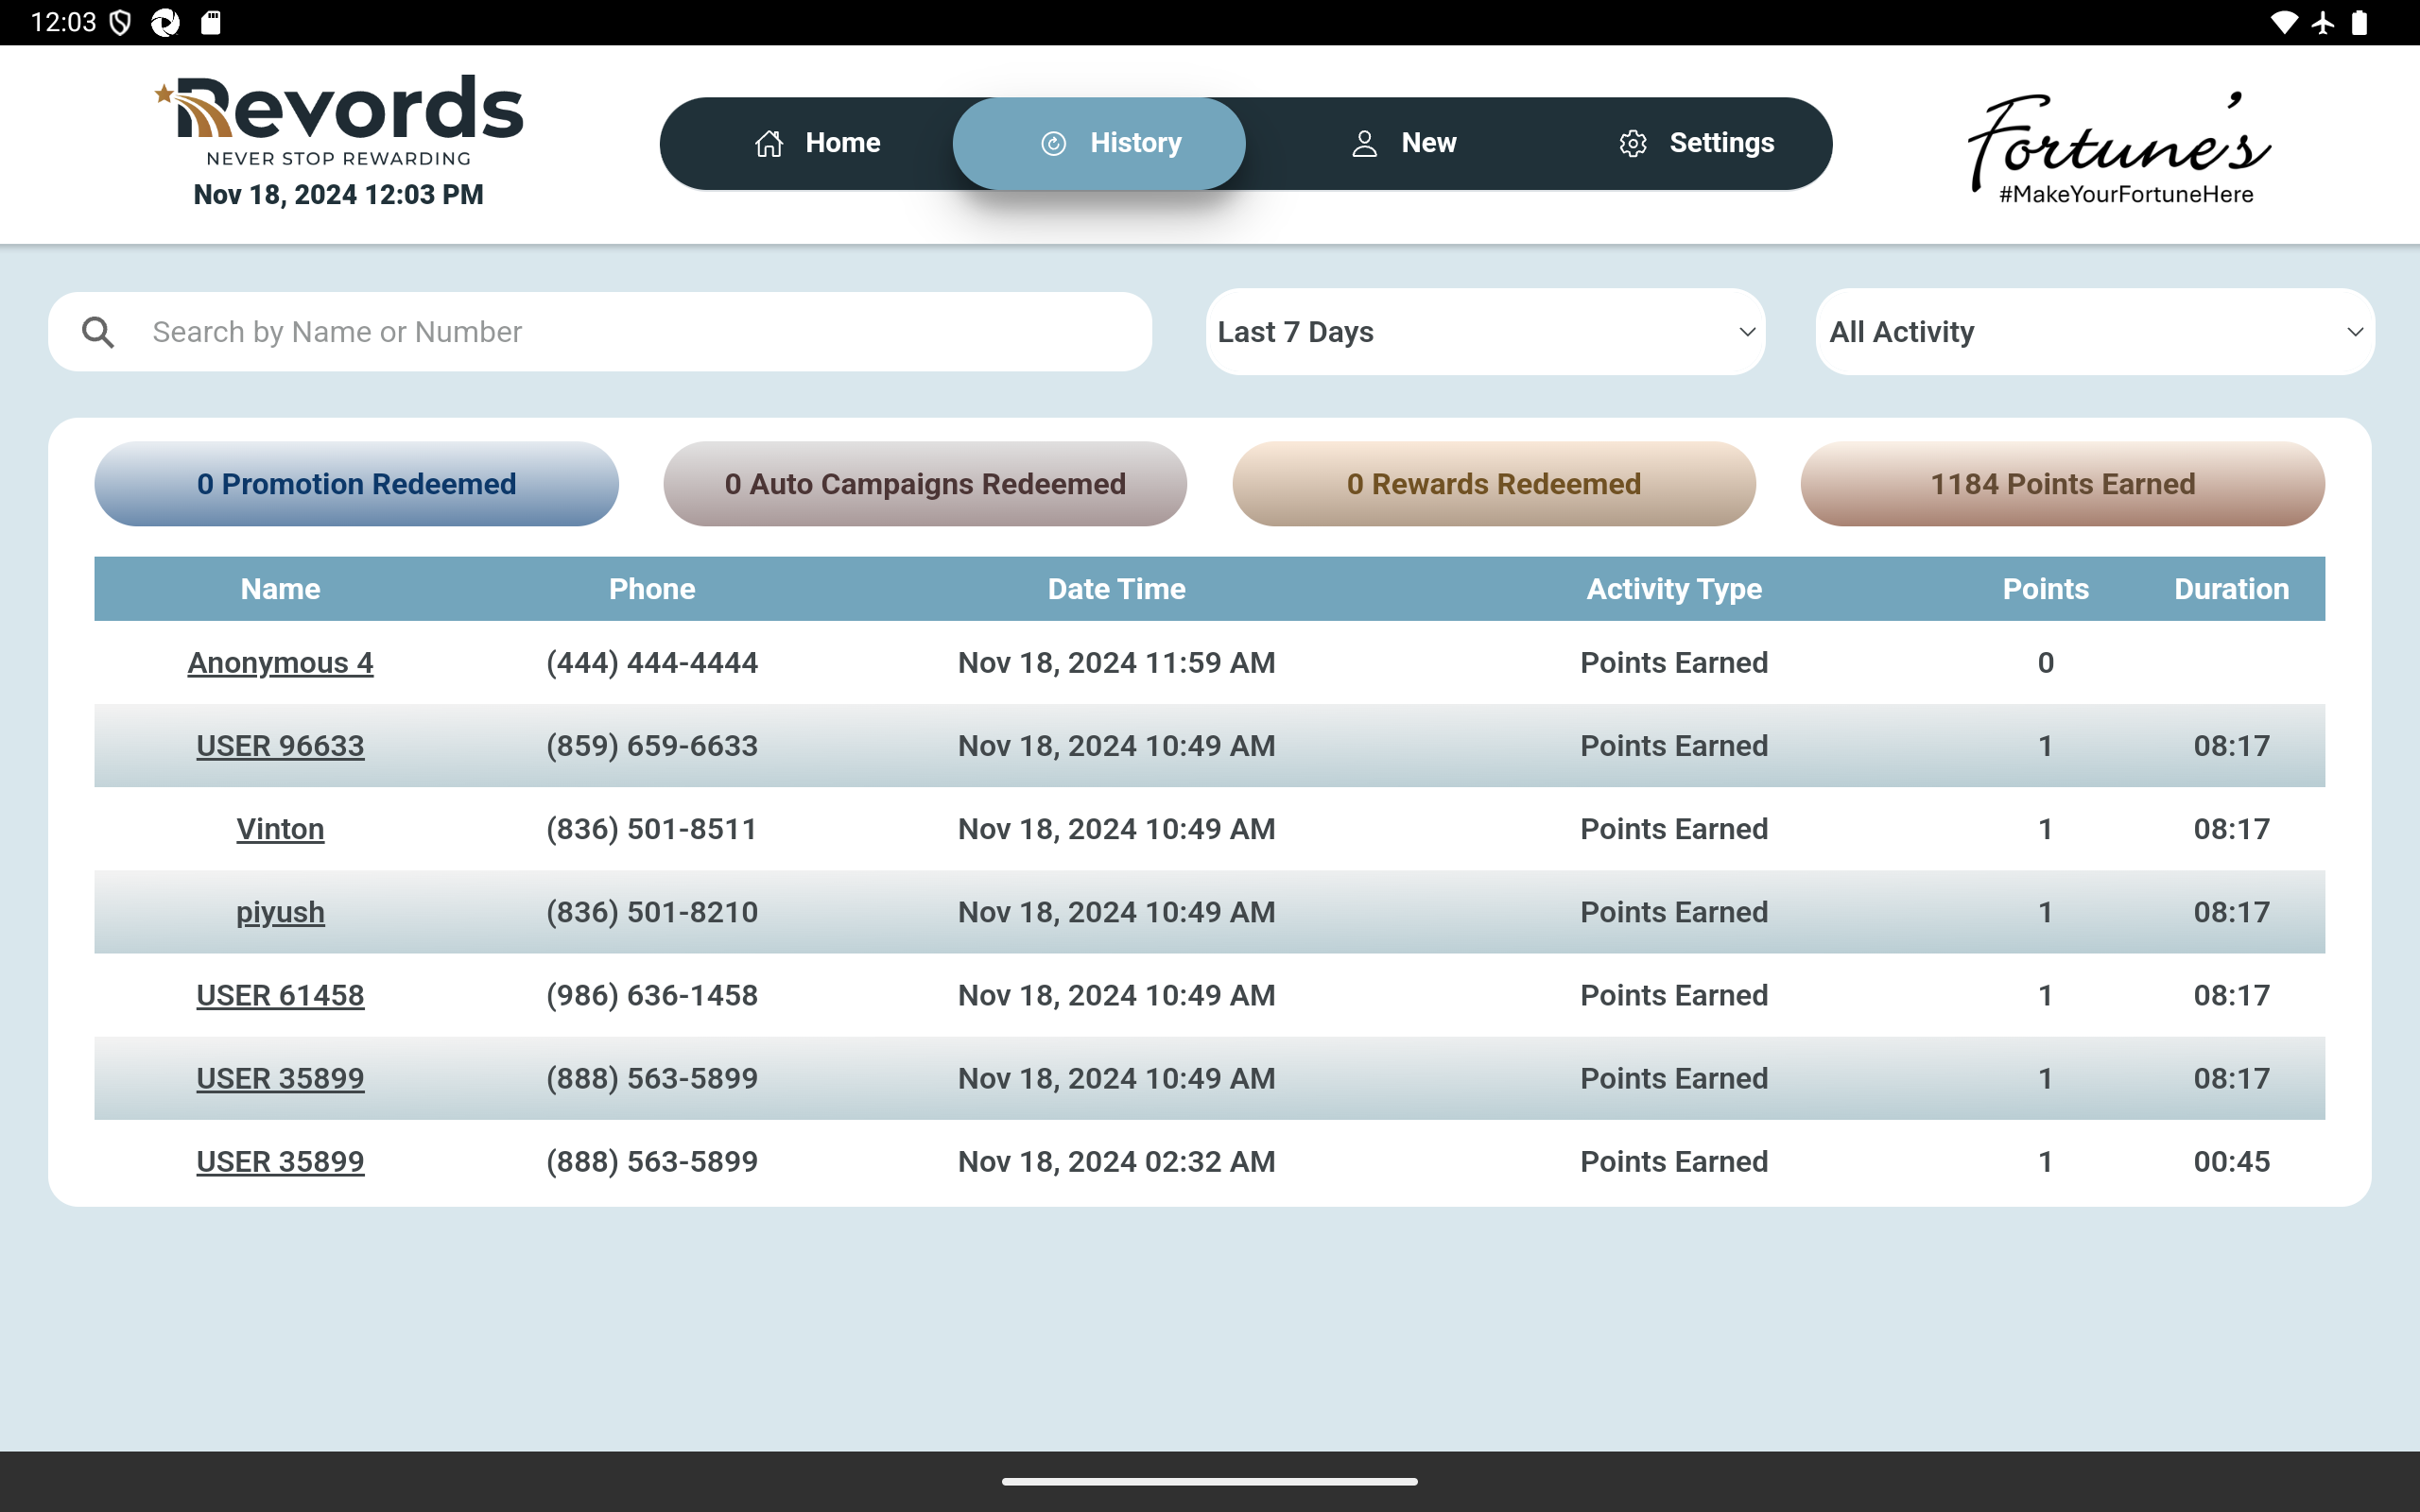 12:03
Revords
NEVER STOP REWARDING
Nov 18, 2024 12:03 PM
Home
History
New
Settings
Fortune's
#MakeYourFortuneHere
Search by Name or Number
Last 7 Days
All Activity
0 Promotion Redeemed
0 Auto Campaigns Redeemed
0 Rewards Redeemed
1184 Points Earned
Name Phone Date Time Activity Type Points Duration
Anonymous 4 (444) 444-4444 Nov 18, 2024 11:59 AM Points Earned 0
USER 96633 (859) 659-6633 Nov 18, 2024 10:49 AM Points Earned 1 08:17
Vinton (836) 501-8511 Nov 18, 2024 10:49 AM Points Earned 1 08:17
piyush (836) 501-8210 Nov 18, 2024 10:49 AM Points Earned 1 08:17
USER 61458 (986) 636-1458 Nov 18, 2024 10:49 AM Points Earned 1 08:17
USER 35899 (888) 563-5899 Nov 18, 2024 10:49 AM Points Earned 1 08:17
USER 35899 (888) 563-5899 Nov 18, 2024 02:32 AM Points Earned 1 00:45